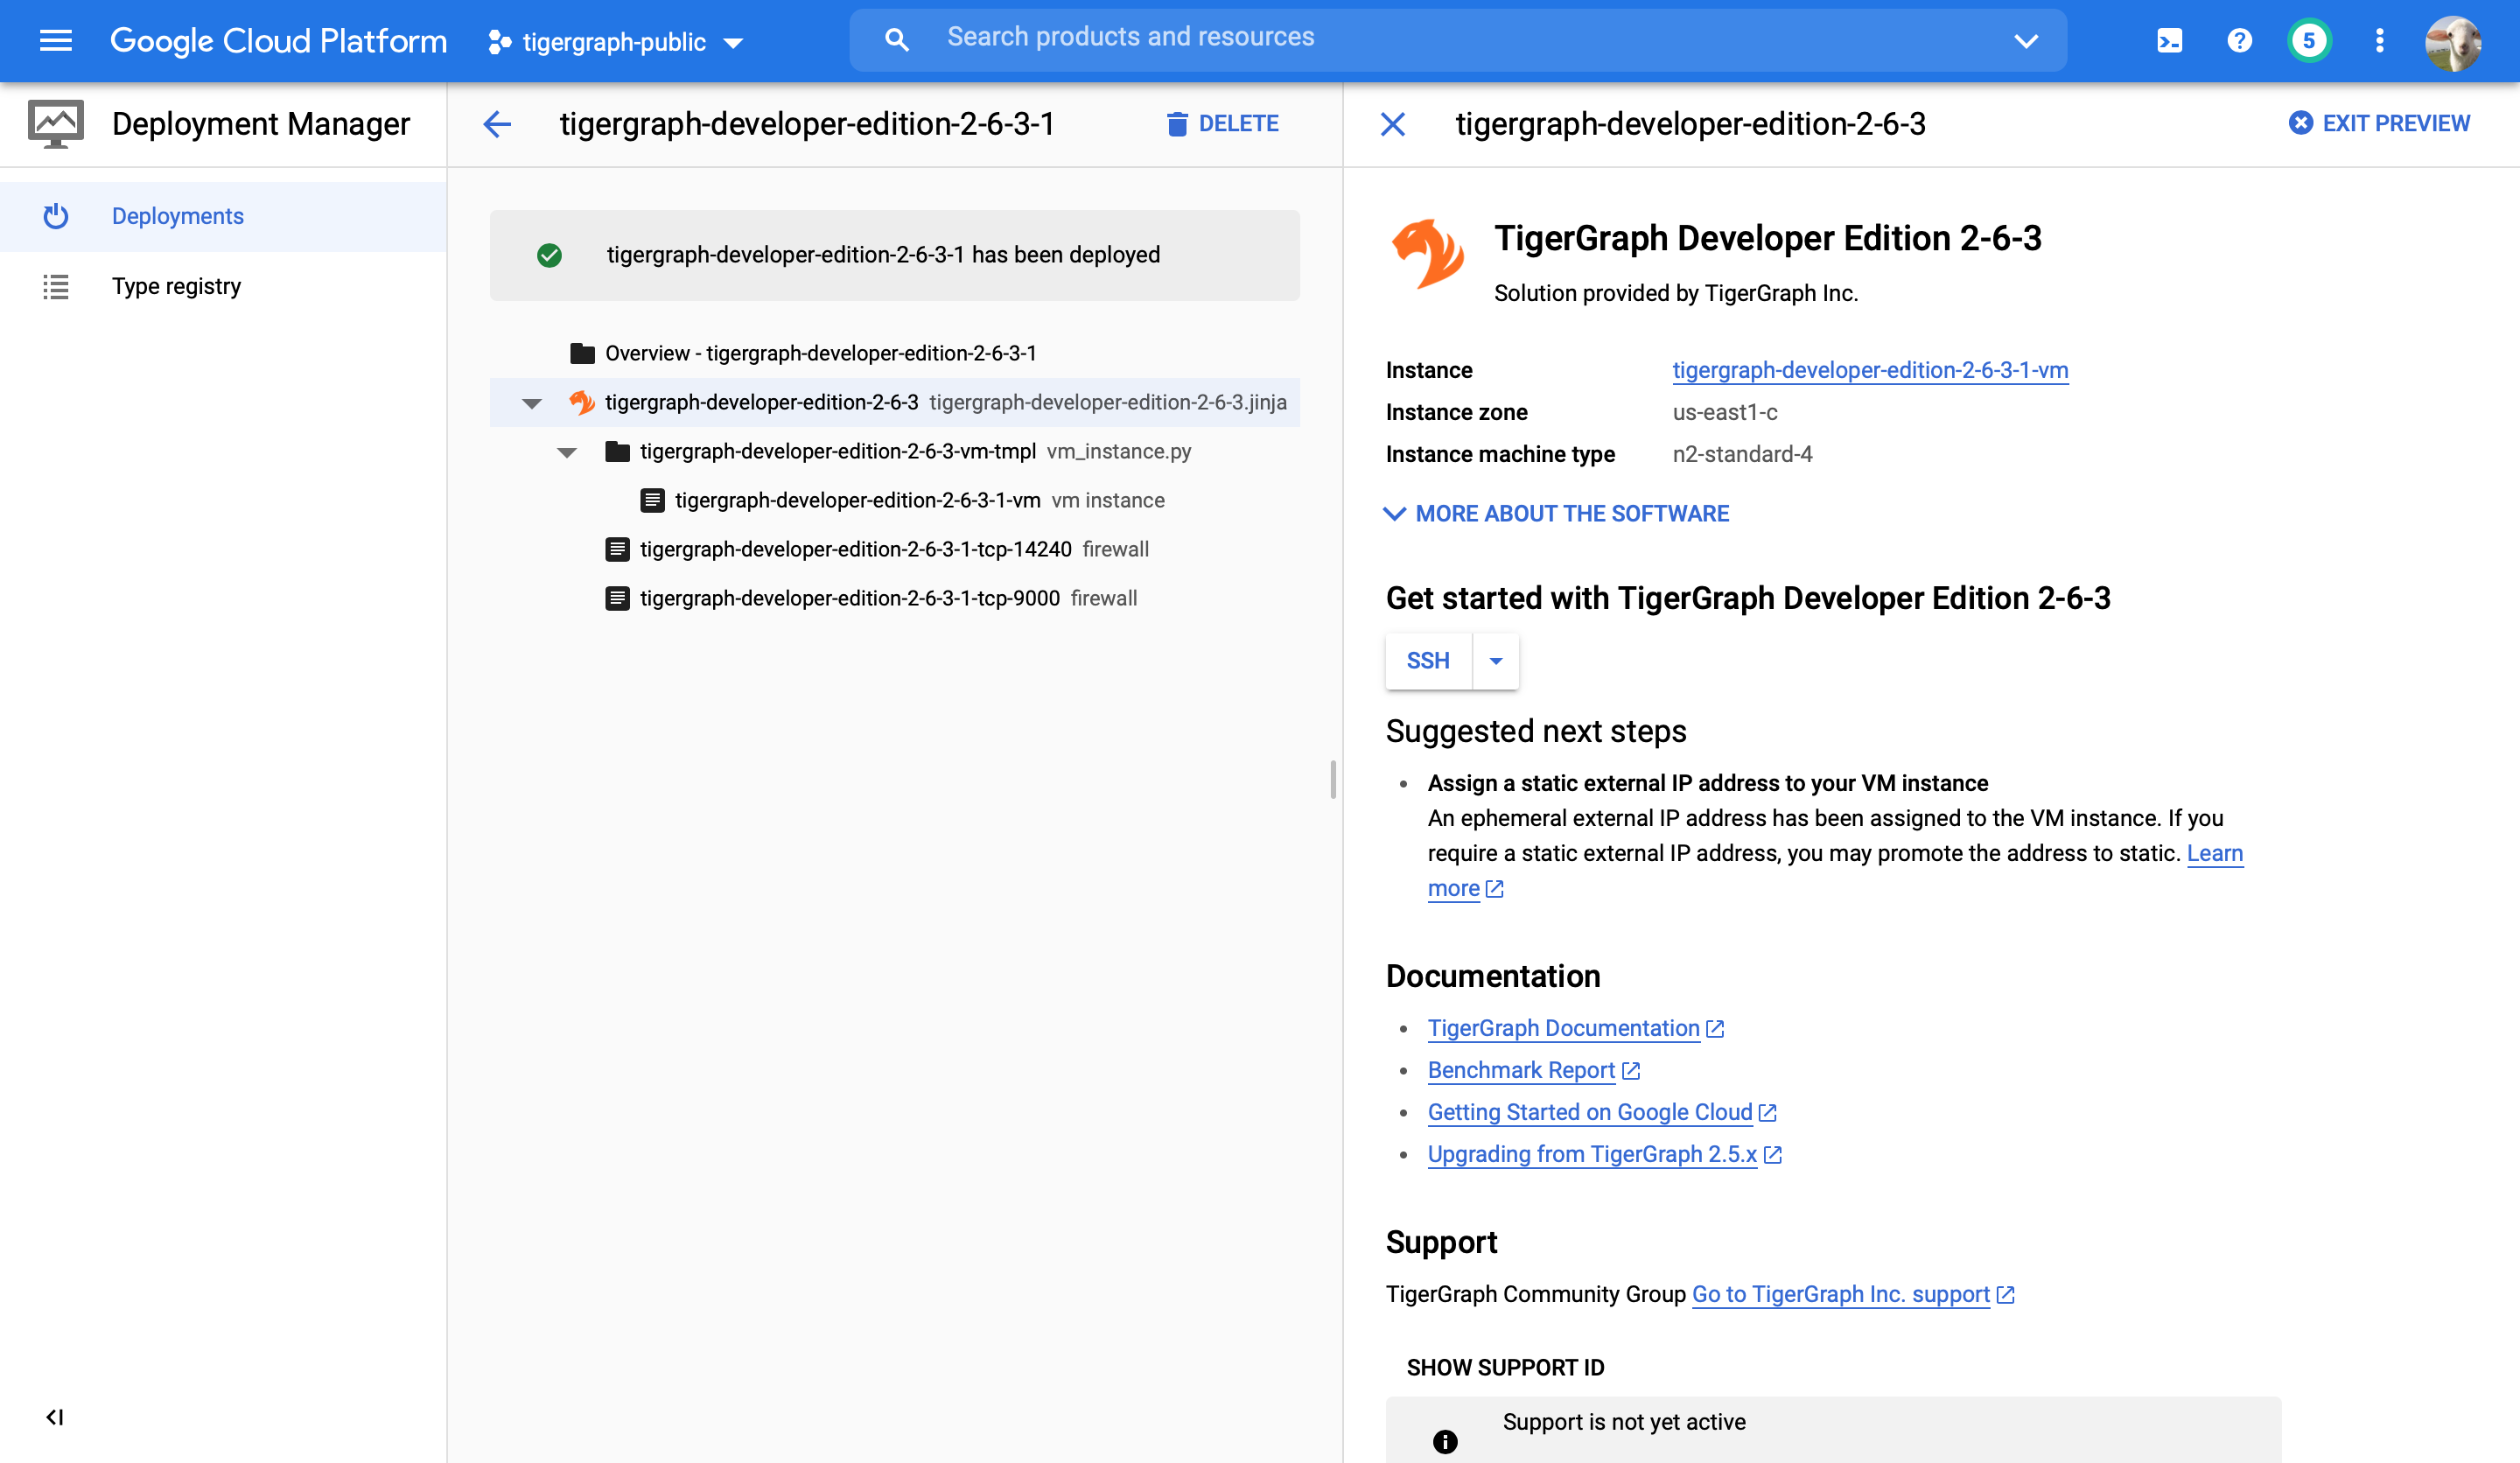 Google Cloud Platform
tigergraph-public
Search products and resources
5
Deployment Manager
Deployments
Type registry
tigergraph-developer-edition-2-6-3-1
DELETE
tigergraph-developer-edition-2-6-3-1 has been deployed
Overview - tigergraph-developer-edition-2-6-3-1
tigergraph-developer-edition-2-6-3 tigergraph-developer-edition-2-6-3.jinja
tigergraph-developer-edition-2-6-3-vm-tmpl vm_instance.py
tigergraph-developer-edition-2-6-3-1-vm vm instance
tigergraph-developer-edition-2-6-3-1-tcp-14240 firewall
tigergraph-developer-edition-2-6-3-1-tcp-9000 firewall
tigergraph-developer-edition-2-6-3
EXIT PREVIEW
TigerGraph Developer Edition 2-6-3
Solution provided by TigerGraph Inc.
Instance tigergraph-developer-edition-2-6-3-1-vm
Instance zone us-east1-c
Instance machine type n2-standard-4
MORE ABOUT THE SOFTWARE
Get started with TigerGraph Developer Edition 2-6-3
SSH
Suggested next steps
• Assign a static external IP address to your VM instance
An ephemeral external IP address has been assigned to the VM instance. If you
require a static external IP address, you may promote the address to static. Learn
more
Documentation
• TigerGraph Documentation
• Benchmark Report
• Getting Started on Google Cloud
• Upgrading from TigerGraph 2.5.x
Support
TigerGraph Community Group Go to TigerGraph Inc. support
SHOW SUPPORT ID
Support is not yet active